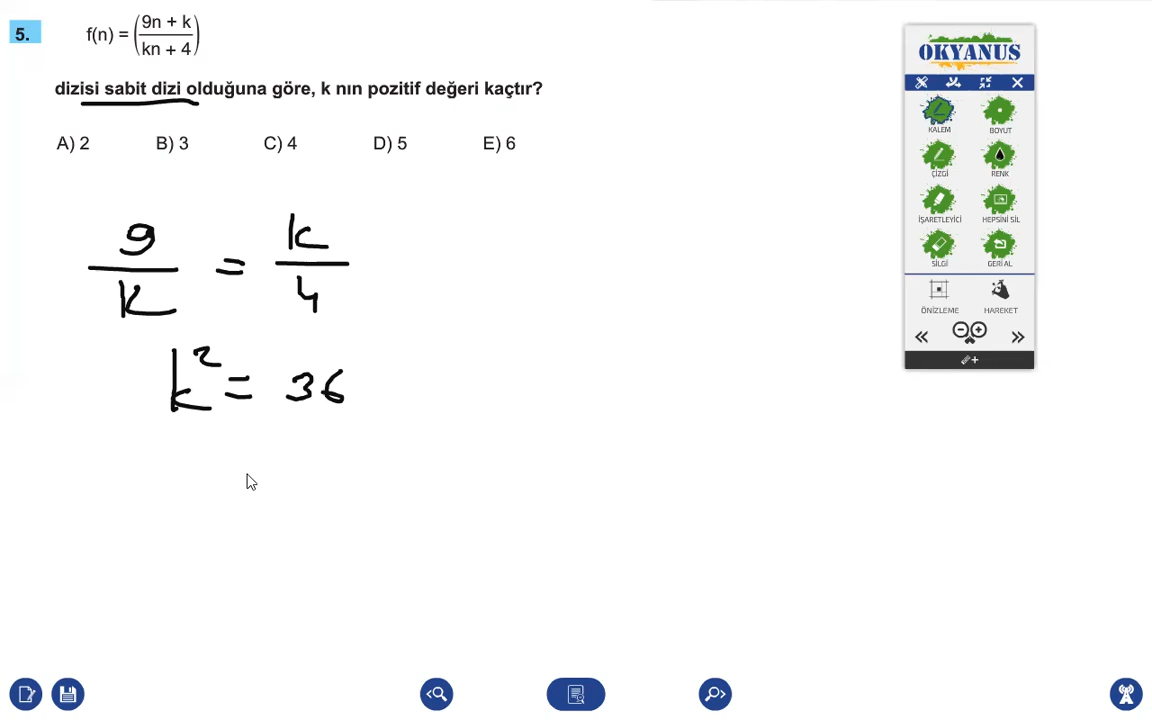 5.
f(n) = (9n + k / kn + 4)
dizisi sabit dizi olduğuna göre, k nın pozitif değeri kaçtır?
A) 2 B) 3 C) 4 D) 5 E) 6
9/k = k/4
k² = 36
OKYANUS
KALEM BOYUT
ÇİZGİ RENK
İŞARETLEYİCİ HEPSİNİ SİL
SİLGİ GERİ AL
ÖNİZLEME HAREKET